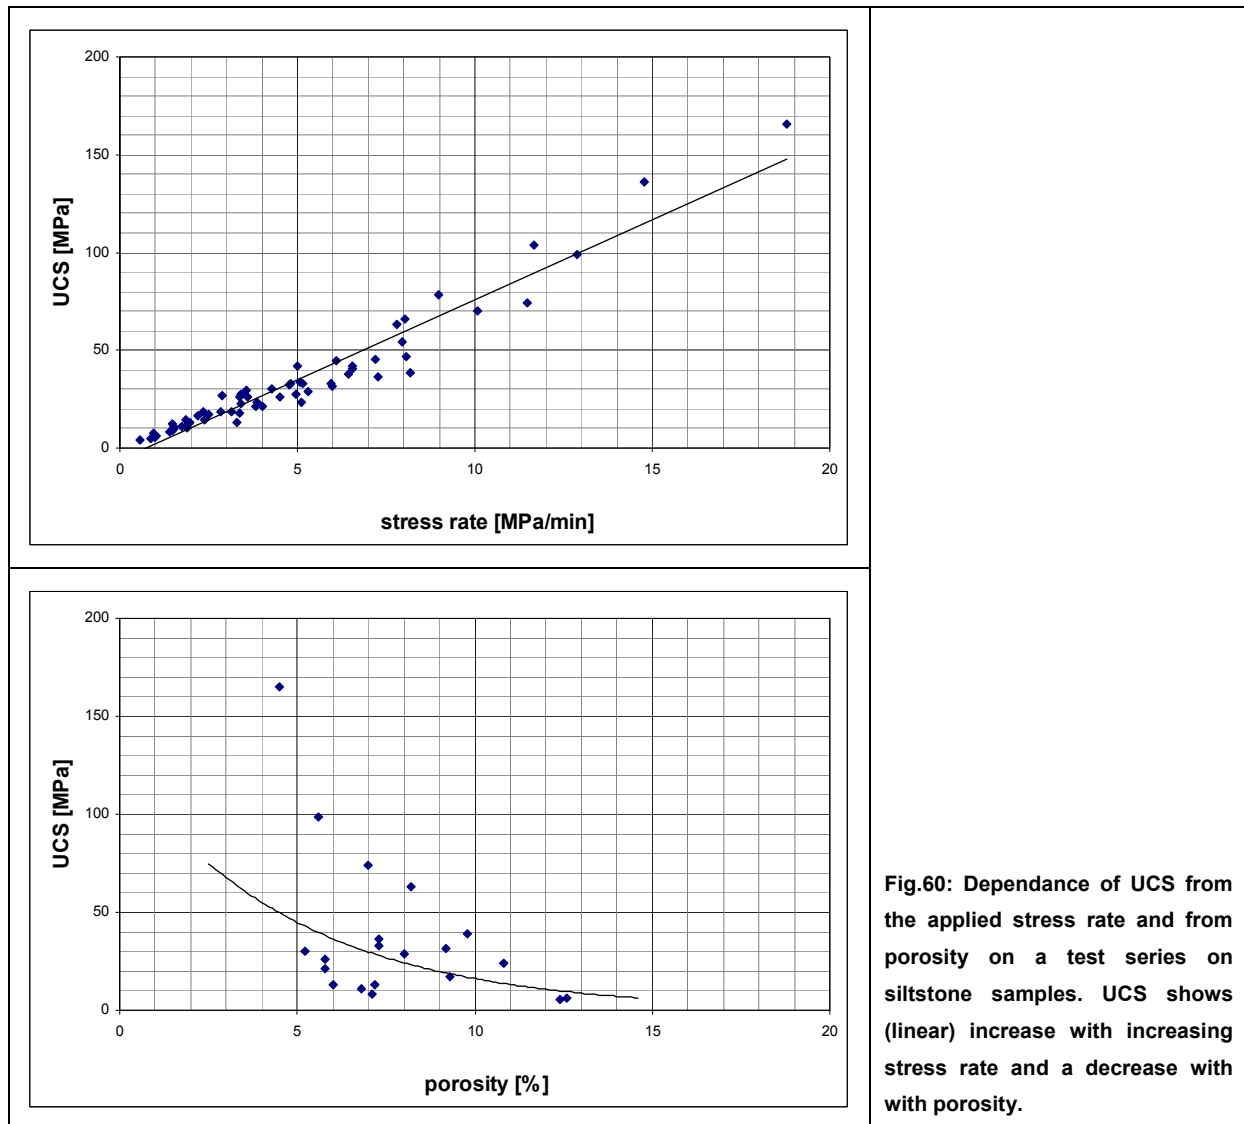 200
150
100
50
0
UCS [MPa]
0 5 10 15 20
stress rate [MPa/min]
200
150
100
50
0
UCS [MPa]
0 5 10 15 20
porosity [%]
Fig.60: Dependance of UCS from
the applied stress rate and from
porosity on a test series on
siltstone samples. UCS shows
(linear) increase with increasing
stress rate and a decrease with
with porosity.